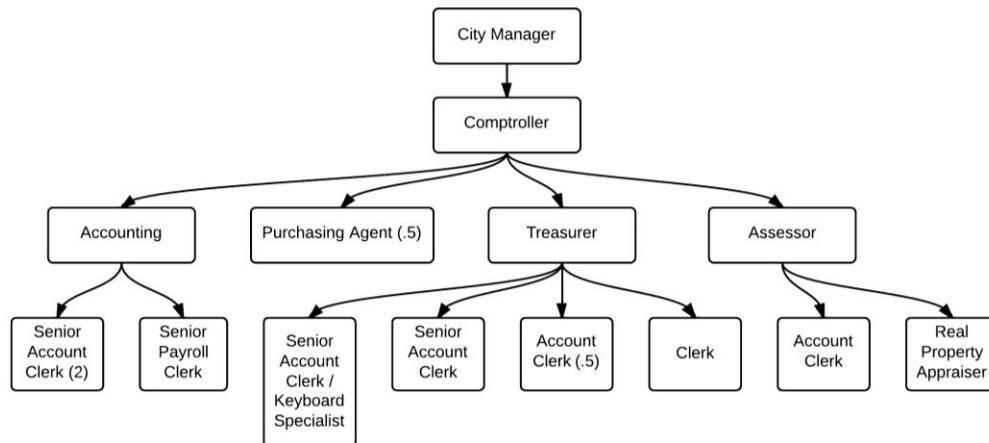 City Manager
Comptroller
Accounting
Purchasing Agent (.5)
Treasurer
Assessor
Senior
Account
Clerk (2)
Senior
Payroll
Clerk
Senior
Account
Clerk /
Keyboard
Specialist
Senior
Account
Clerk
Account
Clerk (.5)
Clerk
Account
Clerk
Real
Property
Appraiser